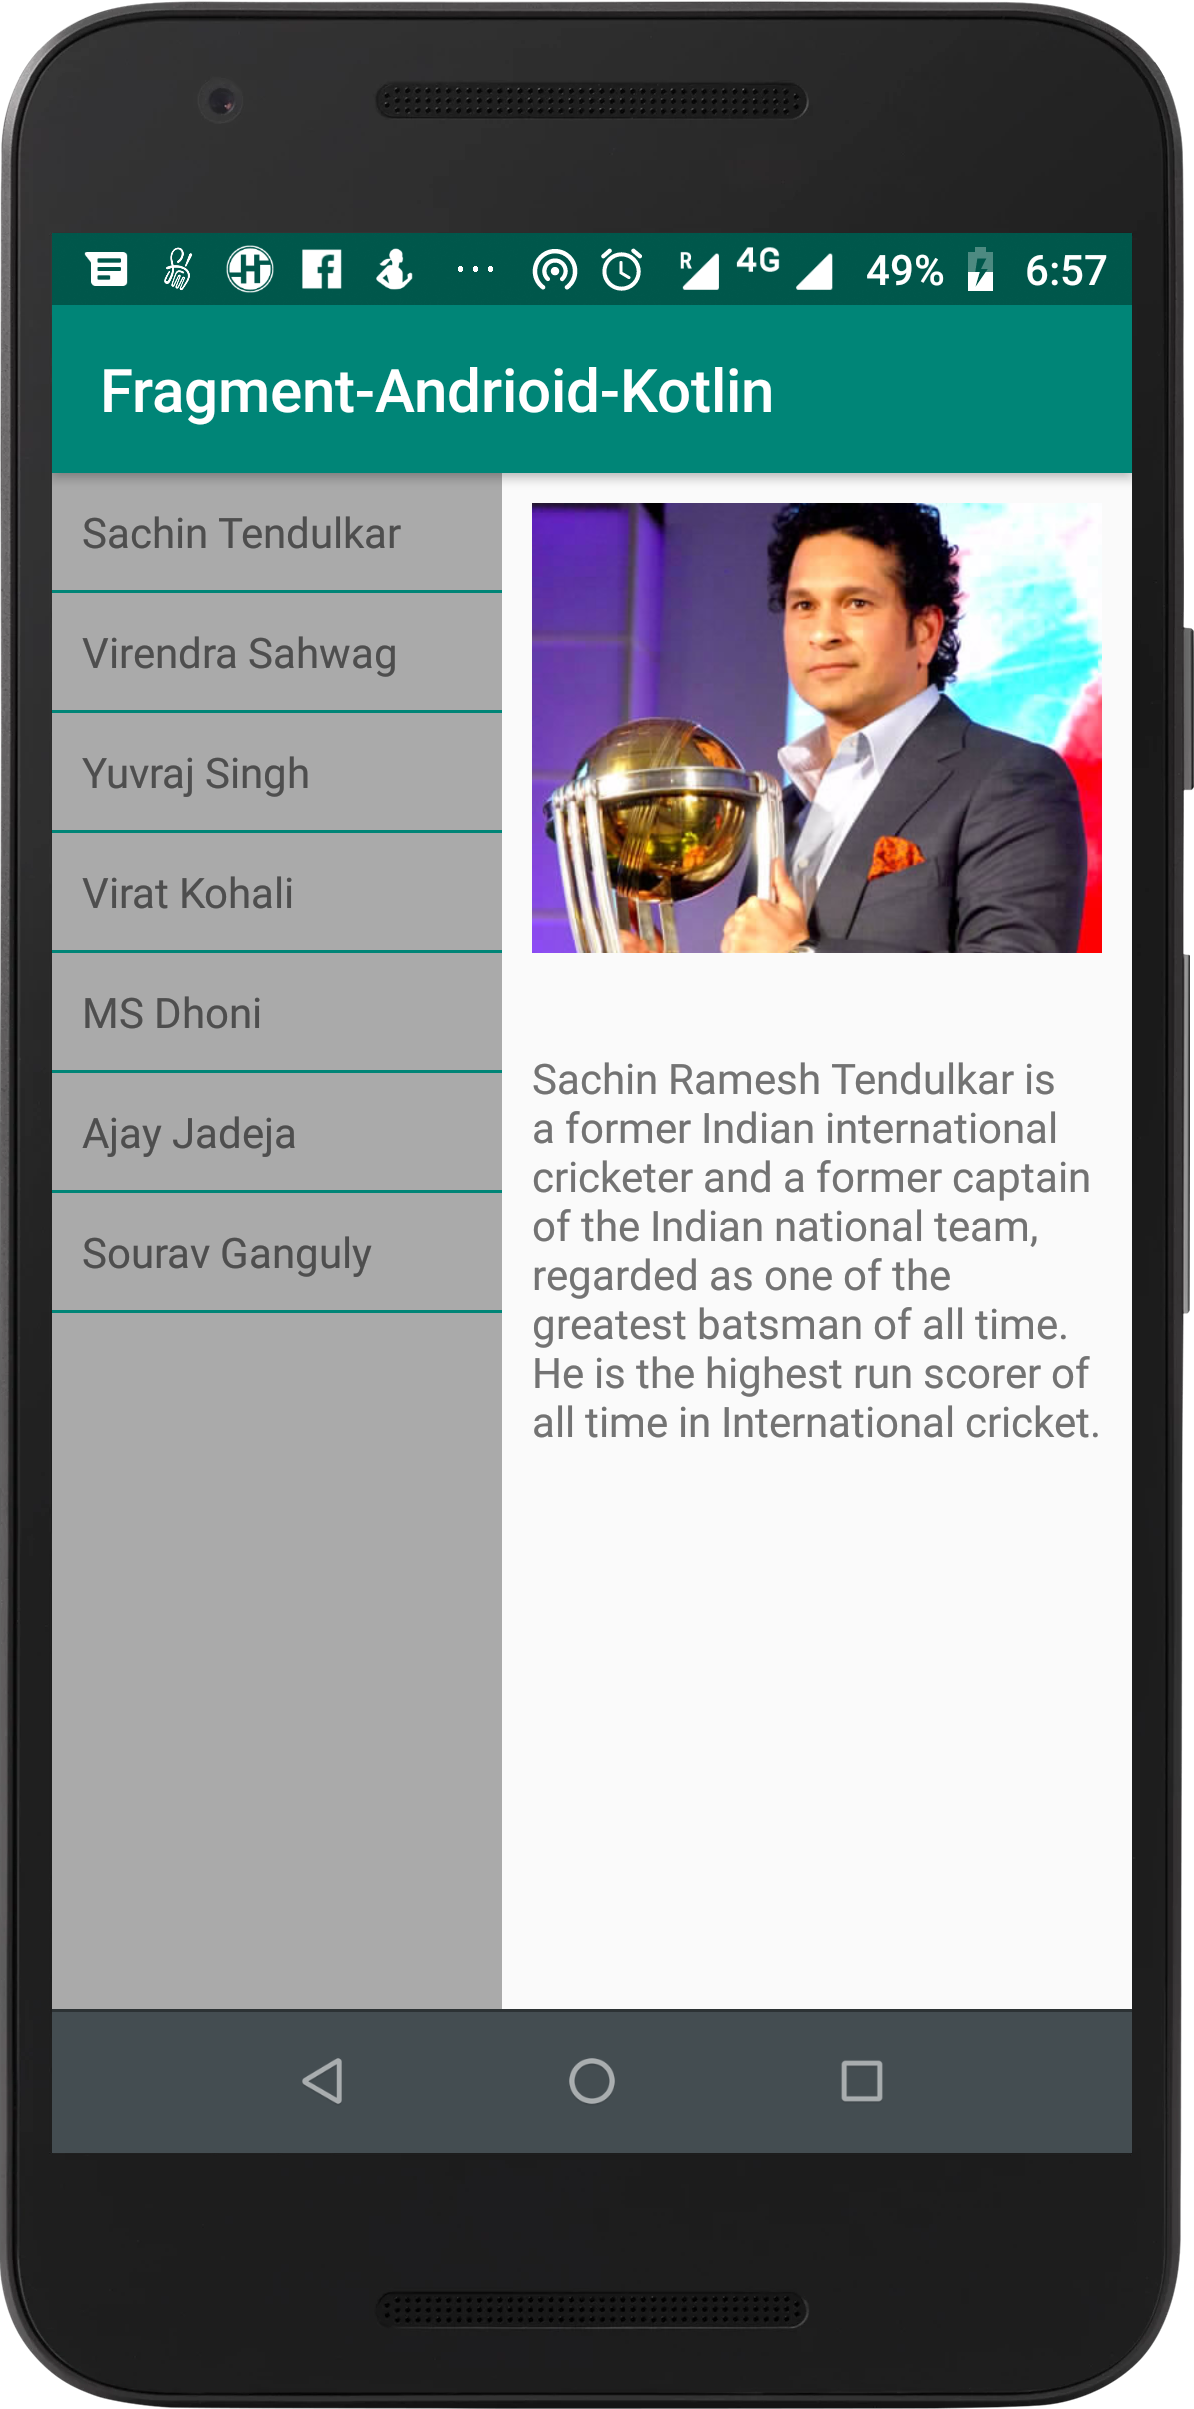 R 4G 49% 6:57
Fragment-Andrioid-Kotlin
Sachin Tendulkar
Virendra Sahwag
Yuvraj Singh
Virat Kohali
MS Dhoni
Ajay Jadeja
Sourav Ganguly
Sachin Ramesh Tendulkar is
a former Indian international
cricketer and a former captain
of the Indian national team,
regarded as one of the
greatest batsman of all time.
He is the highest run scorer of
all time in International cricket.